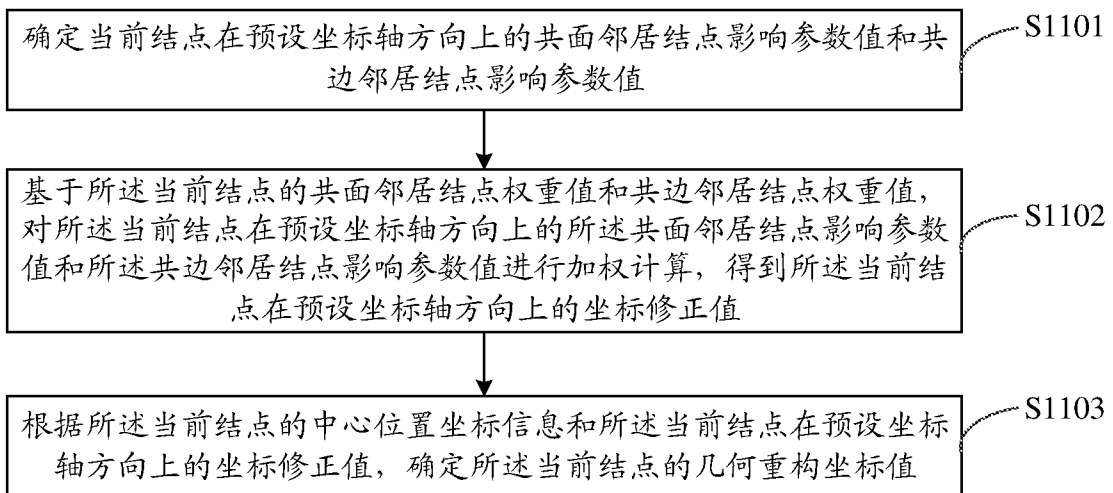 确定当前结点在预设坐标轴方向上的共面邻居结点影响参数值和共
边邻居结点影响参数值
S1101
基于所述当前结点的共面邻居结点权重值和共边邻居结点权重值，
对所述当前结点在预设坐标轴方向上的所述共面邻居结点影响参数
值和所述共边邻居结点影响参数值进行加权计算，得到所述当前结
点在预设坐标轴方向上的坐标修正值
S1102
根据所述当前结点的中心位置坐标信息和所述当前结点在预设坐标
轴方向上的坐标修正值，确定所述当前结点的几何重构坐标值
S1103